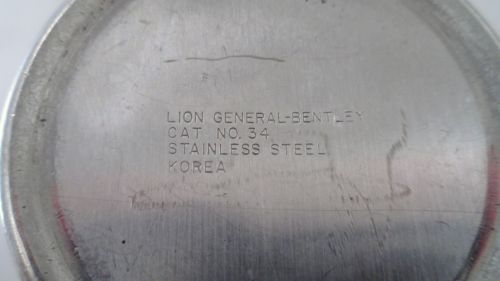 LION GENERAL-BENTLEY
CAT NO. 34
STAINLESS STEEL
KOREA